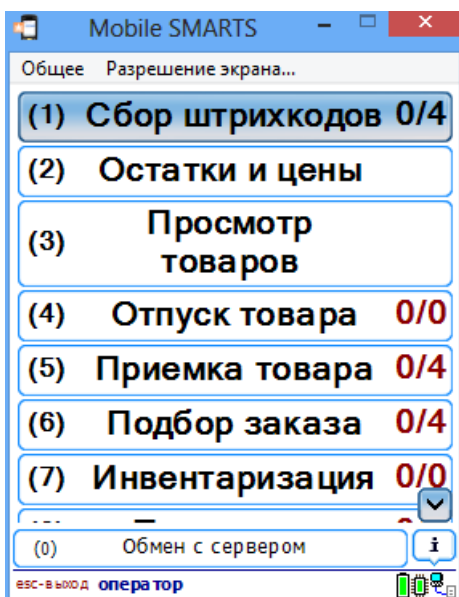 Mobile SMARTS
Общее Разрешение экрана...
(1) Сбор штрихкодов 0/4
(2) Остатки и цены
(3) Просмотр
товаров
(4) Отпуск товара 0/0
(5) Приемка товара 0/4
(6) Подбор заказа 0/4
(7) Инвентаризация 0/0
(0) Обмен с сервером i
esc-выход оператор